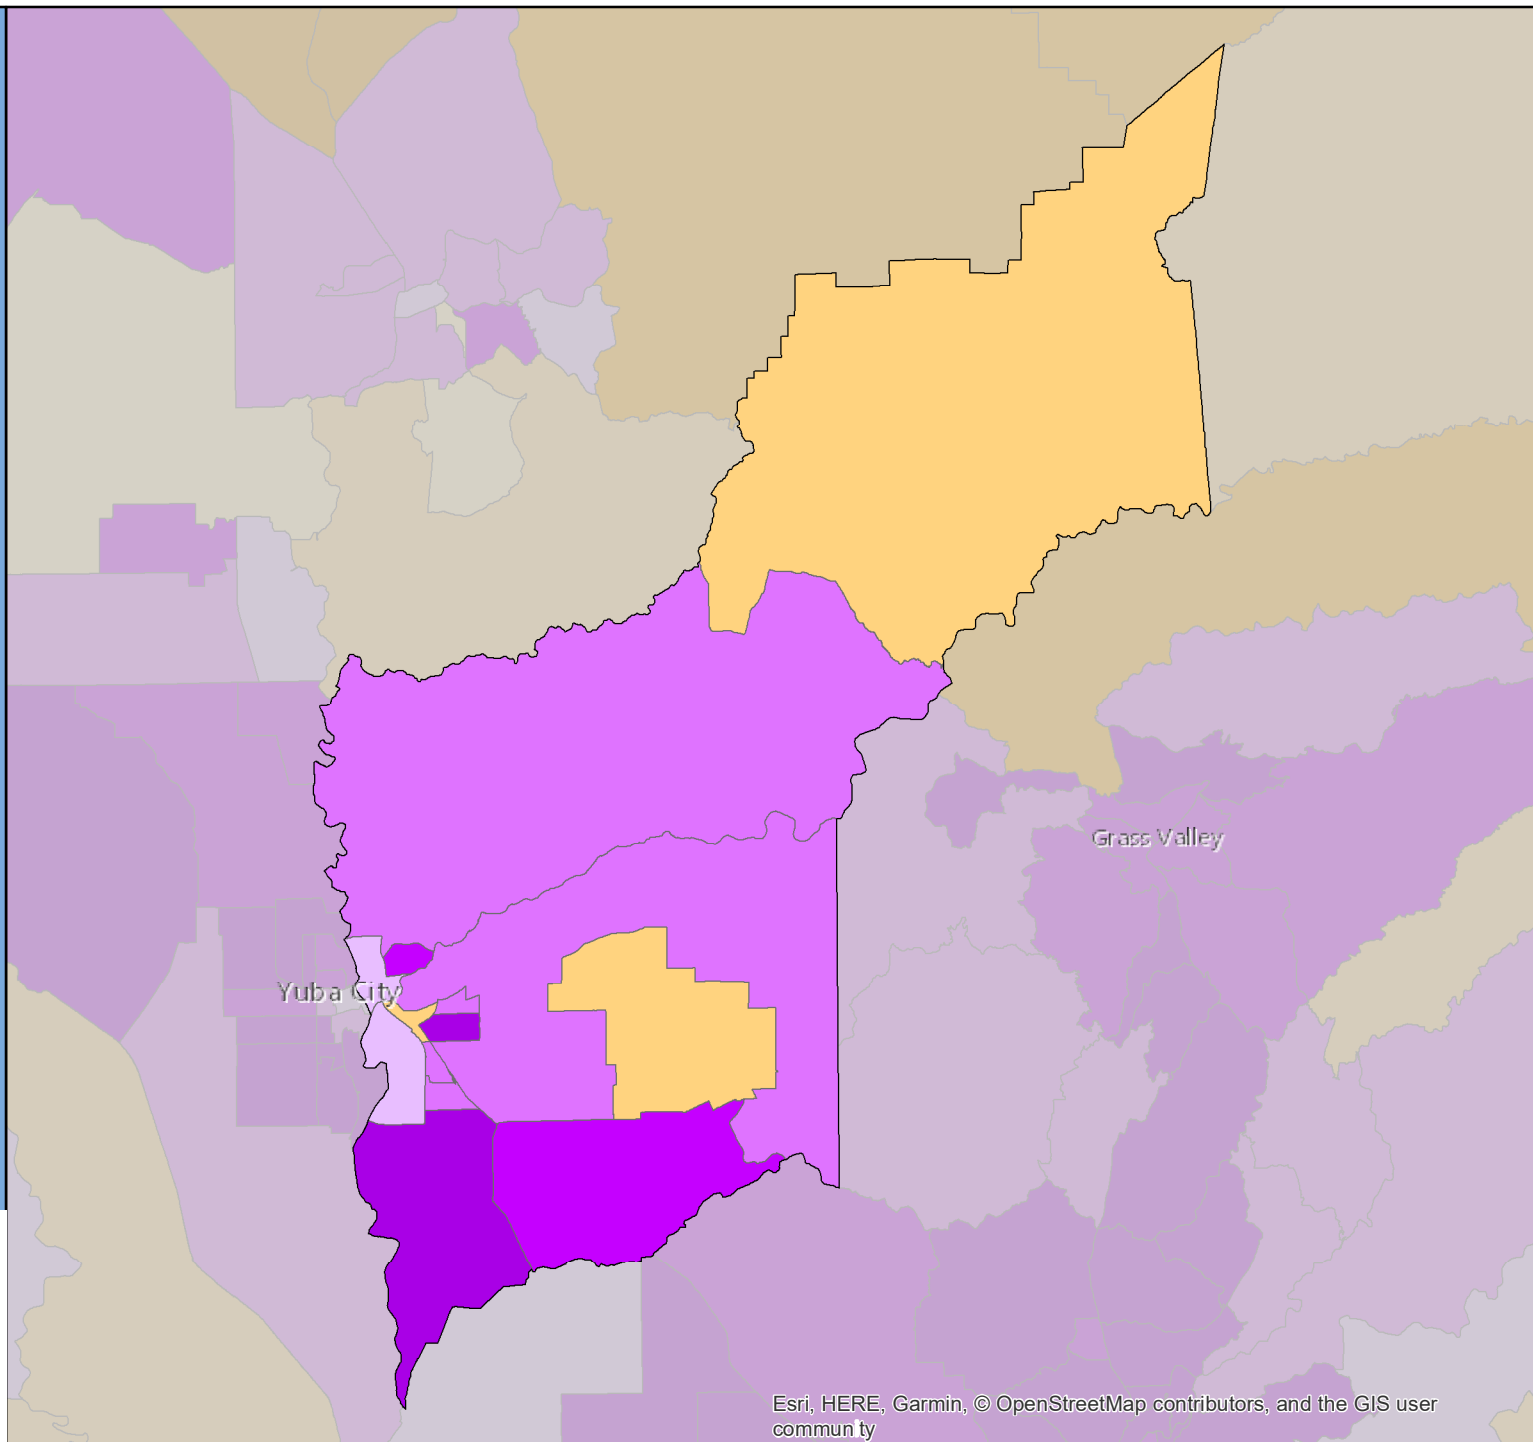 Grass Valley
Yuba City
Esri, HERE, Garmin, © OpenStreetMap contributors, and the GIS user
community